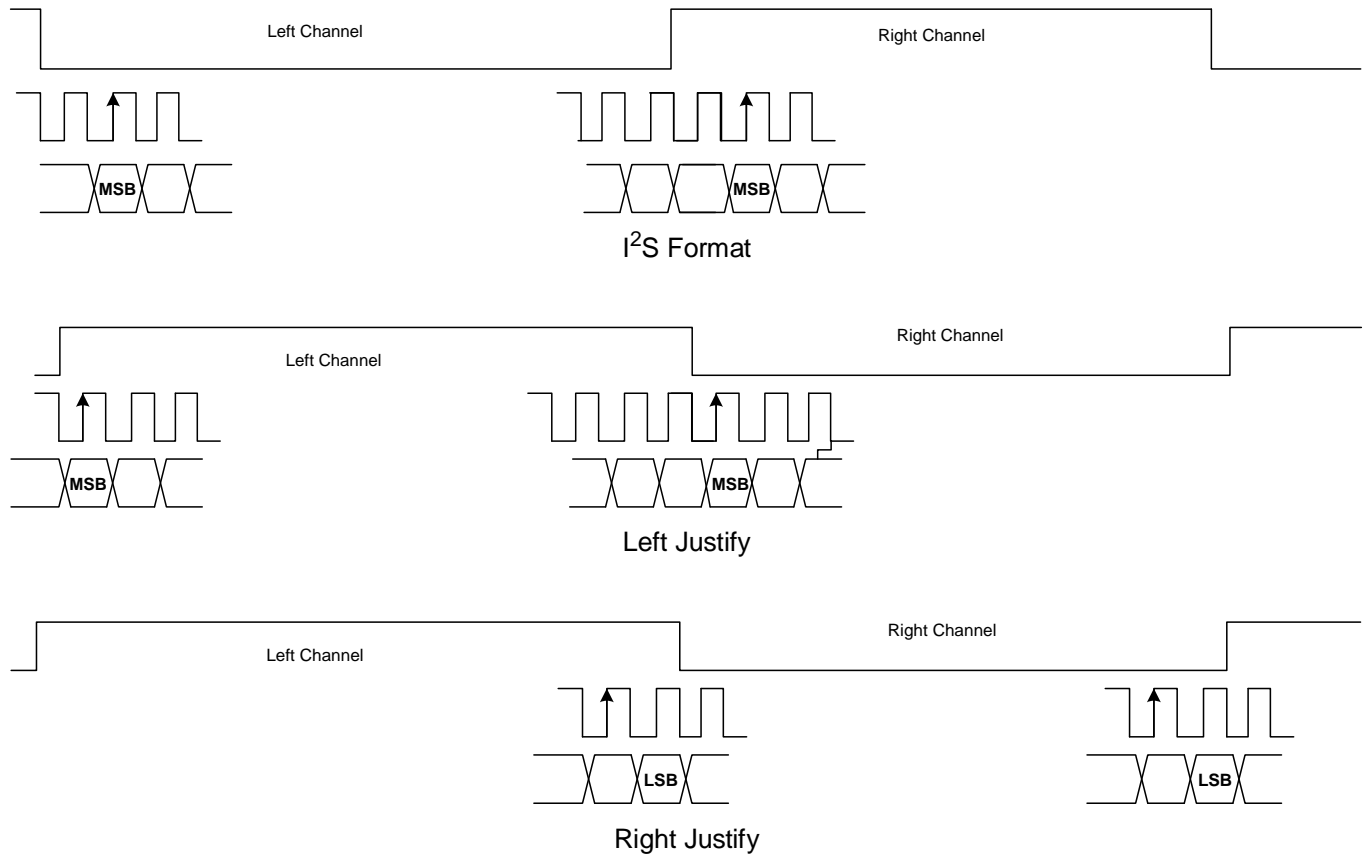 Left Channel
Right Channel
MSB
MSB
I²S Format
Left Channel
Right Channel
MSB
MSB
Left Justify
Left Channel
Right Channel
LSB
LSB
Right Justify